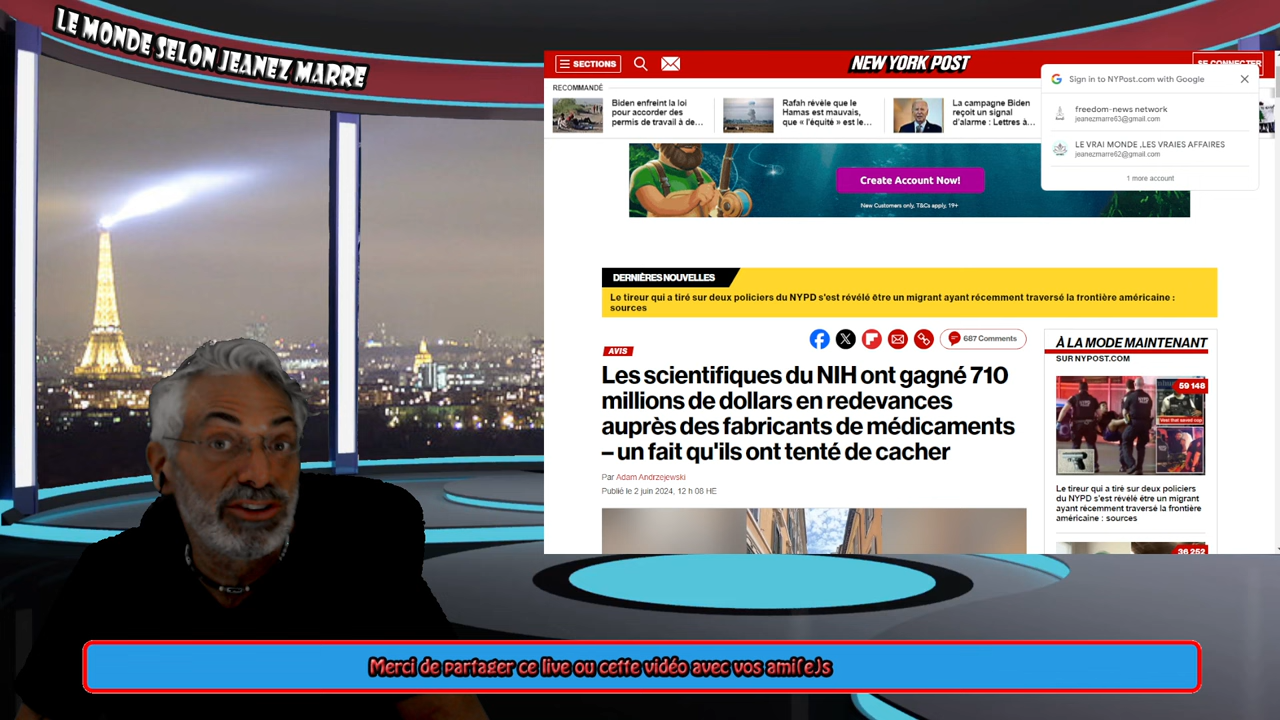 LE MONDE SELON JEANEZ MARRE
SECTIONS
NEW YORK POST
SE CONNECTER
RECOMMANDÉ
Biden enfreint la loi
pour accorder des
permis de travail à de...
Rafah révèle que le
Hamas est mauvais,
que « l'équité » est le...
La campagne Biden
reçoit un signal
d'alarme : Lettres à...
Sign in to NYPost.com with Google
freedom-news network
jeanezmarre63@gmail.com
LE VRAI MONDE ,LES VRAIES AFFAIRES
jeanezmarre62@gmail.com
1 more account
Create Account Now!
New Customers only, T&Cs apply, 19+
DERNIÈRES NOUVELLES
Le tireur qui a tiré sur deux policiers du NYPD s'est révélé être un migrant ayant récemment traversé la frontière américaine :
sources
687 Comments
AVIS
Les scientifiques du NIH ont gagné 710
millions de dollars en redevances
auprès des fabricants de médicaments
– un fait qu'ils ont tenté de cacher
Par Adam Andrzejewski
Publié le 2 juin 2024, 12 h 08 HE
À LA MODE MAINTENANT
SUR NYPOST.COM
59 148
Le tireur qui a tiré sur deux policiers
du NYPD s'est révélé être un migrant
ayant récemment traversé la frontière
américaine : sources
36 252
Merci de partager ce live ou cette vidéo avec vos ami(e)s